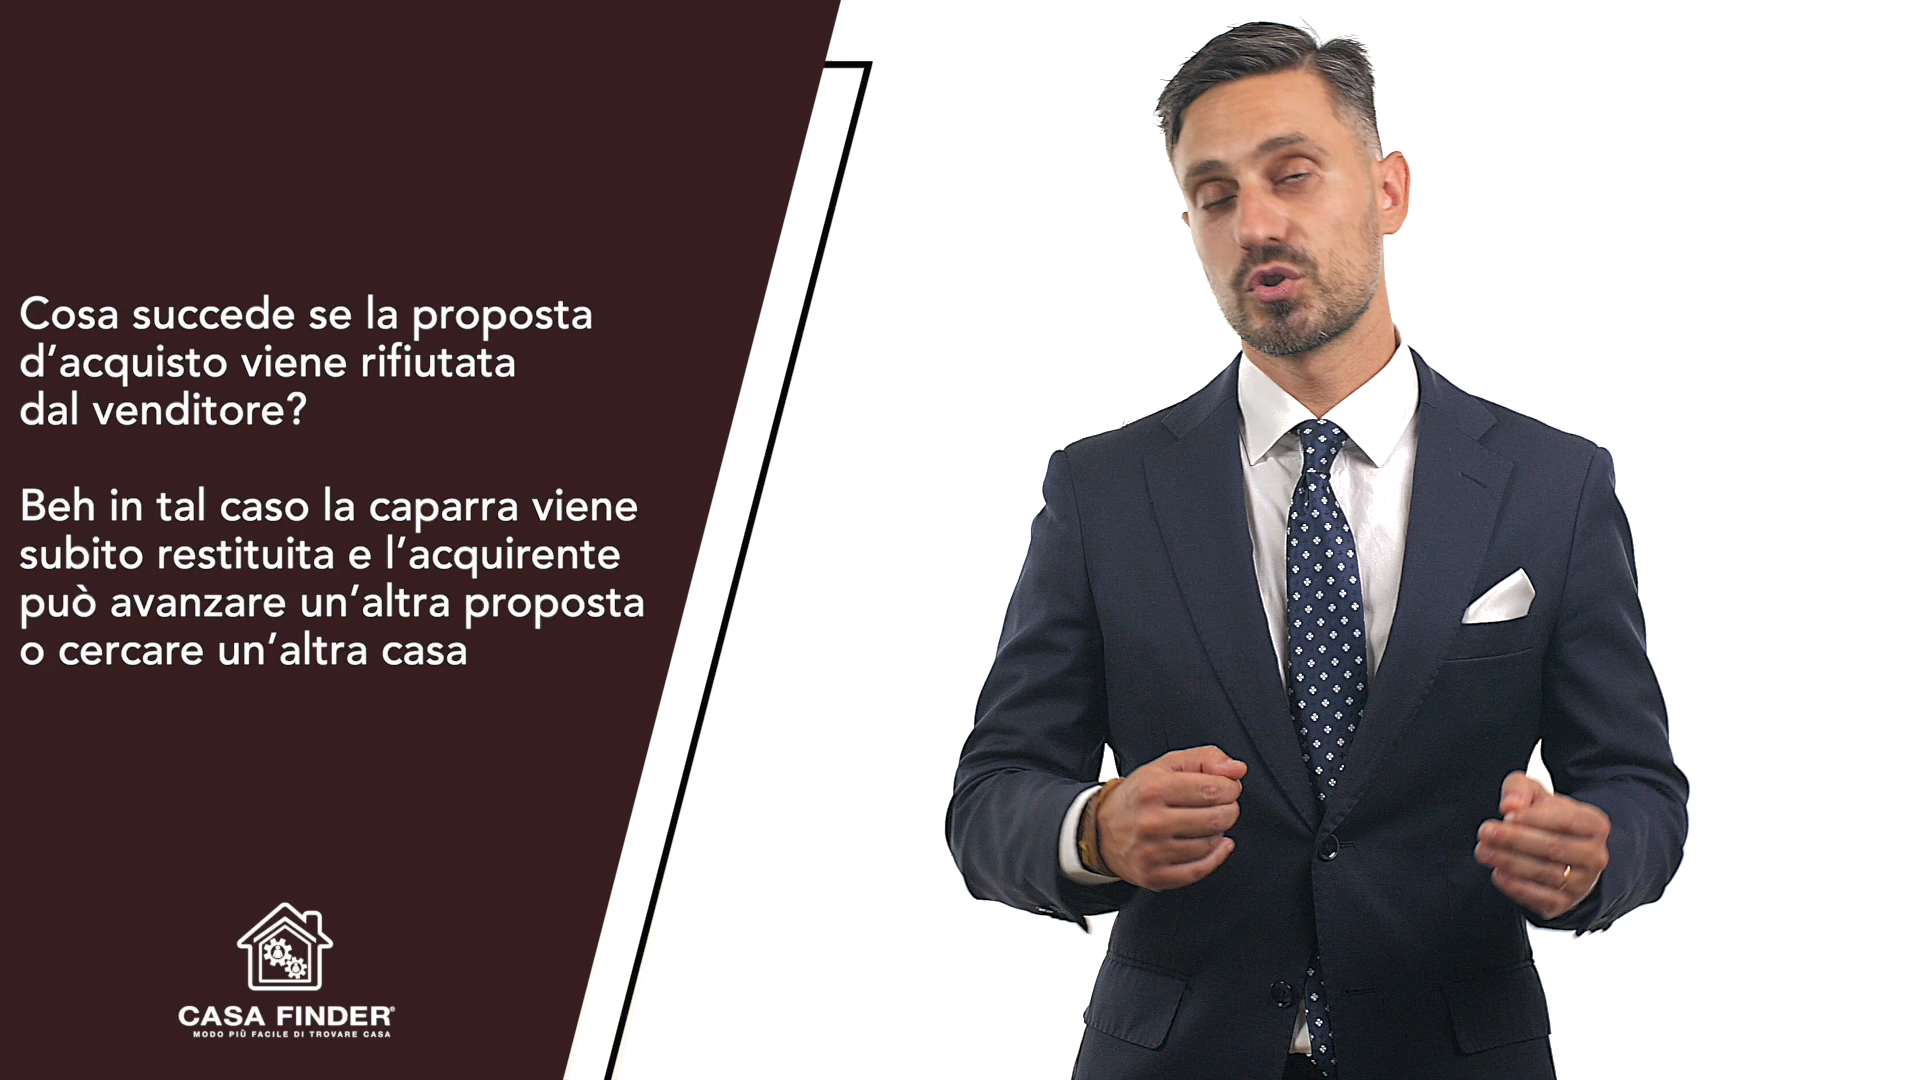 Cosa succede se la proposta
d’acquisto viene rifiutata
dal venditore?
Beh in tal caso la caparra viene
subito restituita e l’acquirente
può avanzare un’altra proposta
o cercare un’altra casa
CASA FINDER®
MODO PIÙ FACILE DI TROVARE CASA